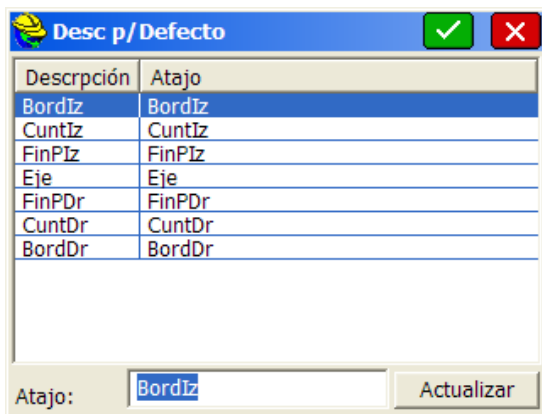 Desc p/Defecto
Descrpción Atajo
BordIz BordIz
CuntIz CuntIz
FinPIz FinPIz
Eje Eje
FinPDr FinPDr
CuntDr CuntDr
BordDr BordDr
Atajo: BordIz Actualizar